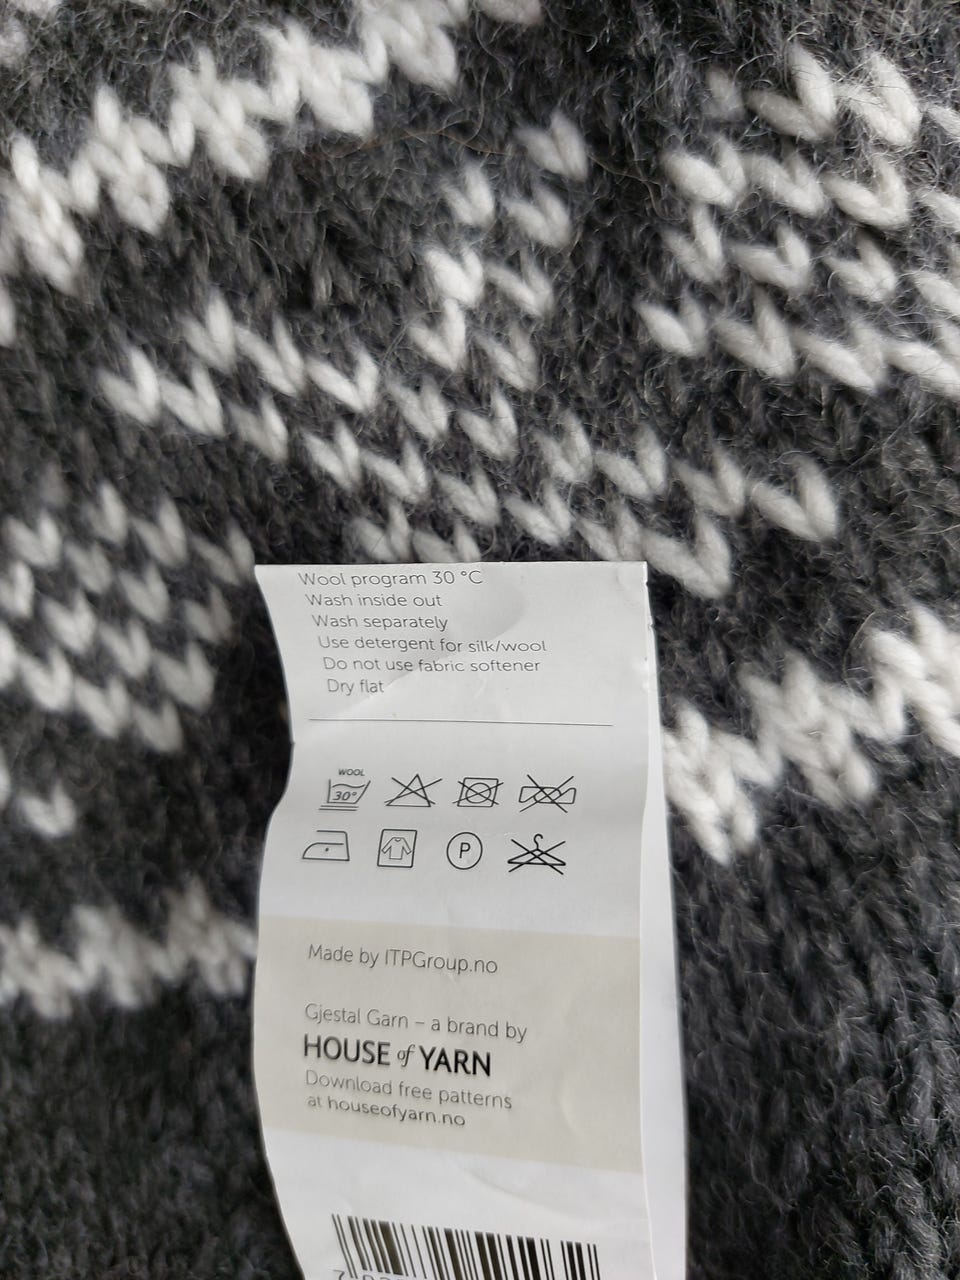 Wool program 30 °C
Wash inside out
Wash separately
Use detergent for silk/wool
Do not use fabric softener
Dry flat
WOOL
30°
P
Made by ITPGroup.no
Gjestal Garn – a brand by
HOUSE of YARN
Download free patterns
at houseofyarn.no
7